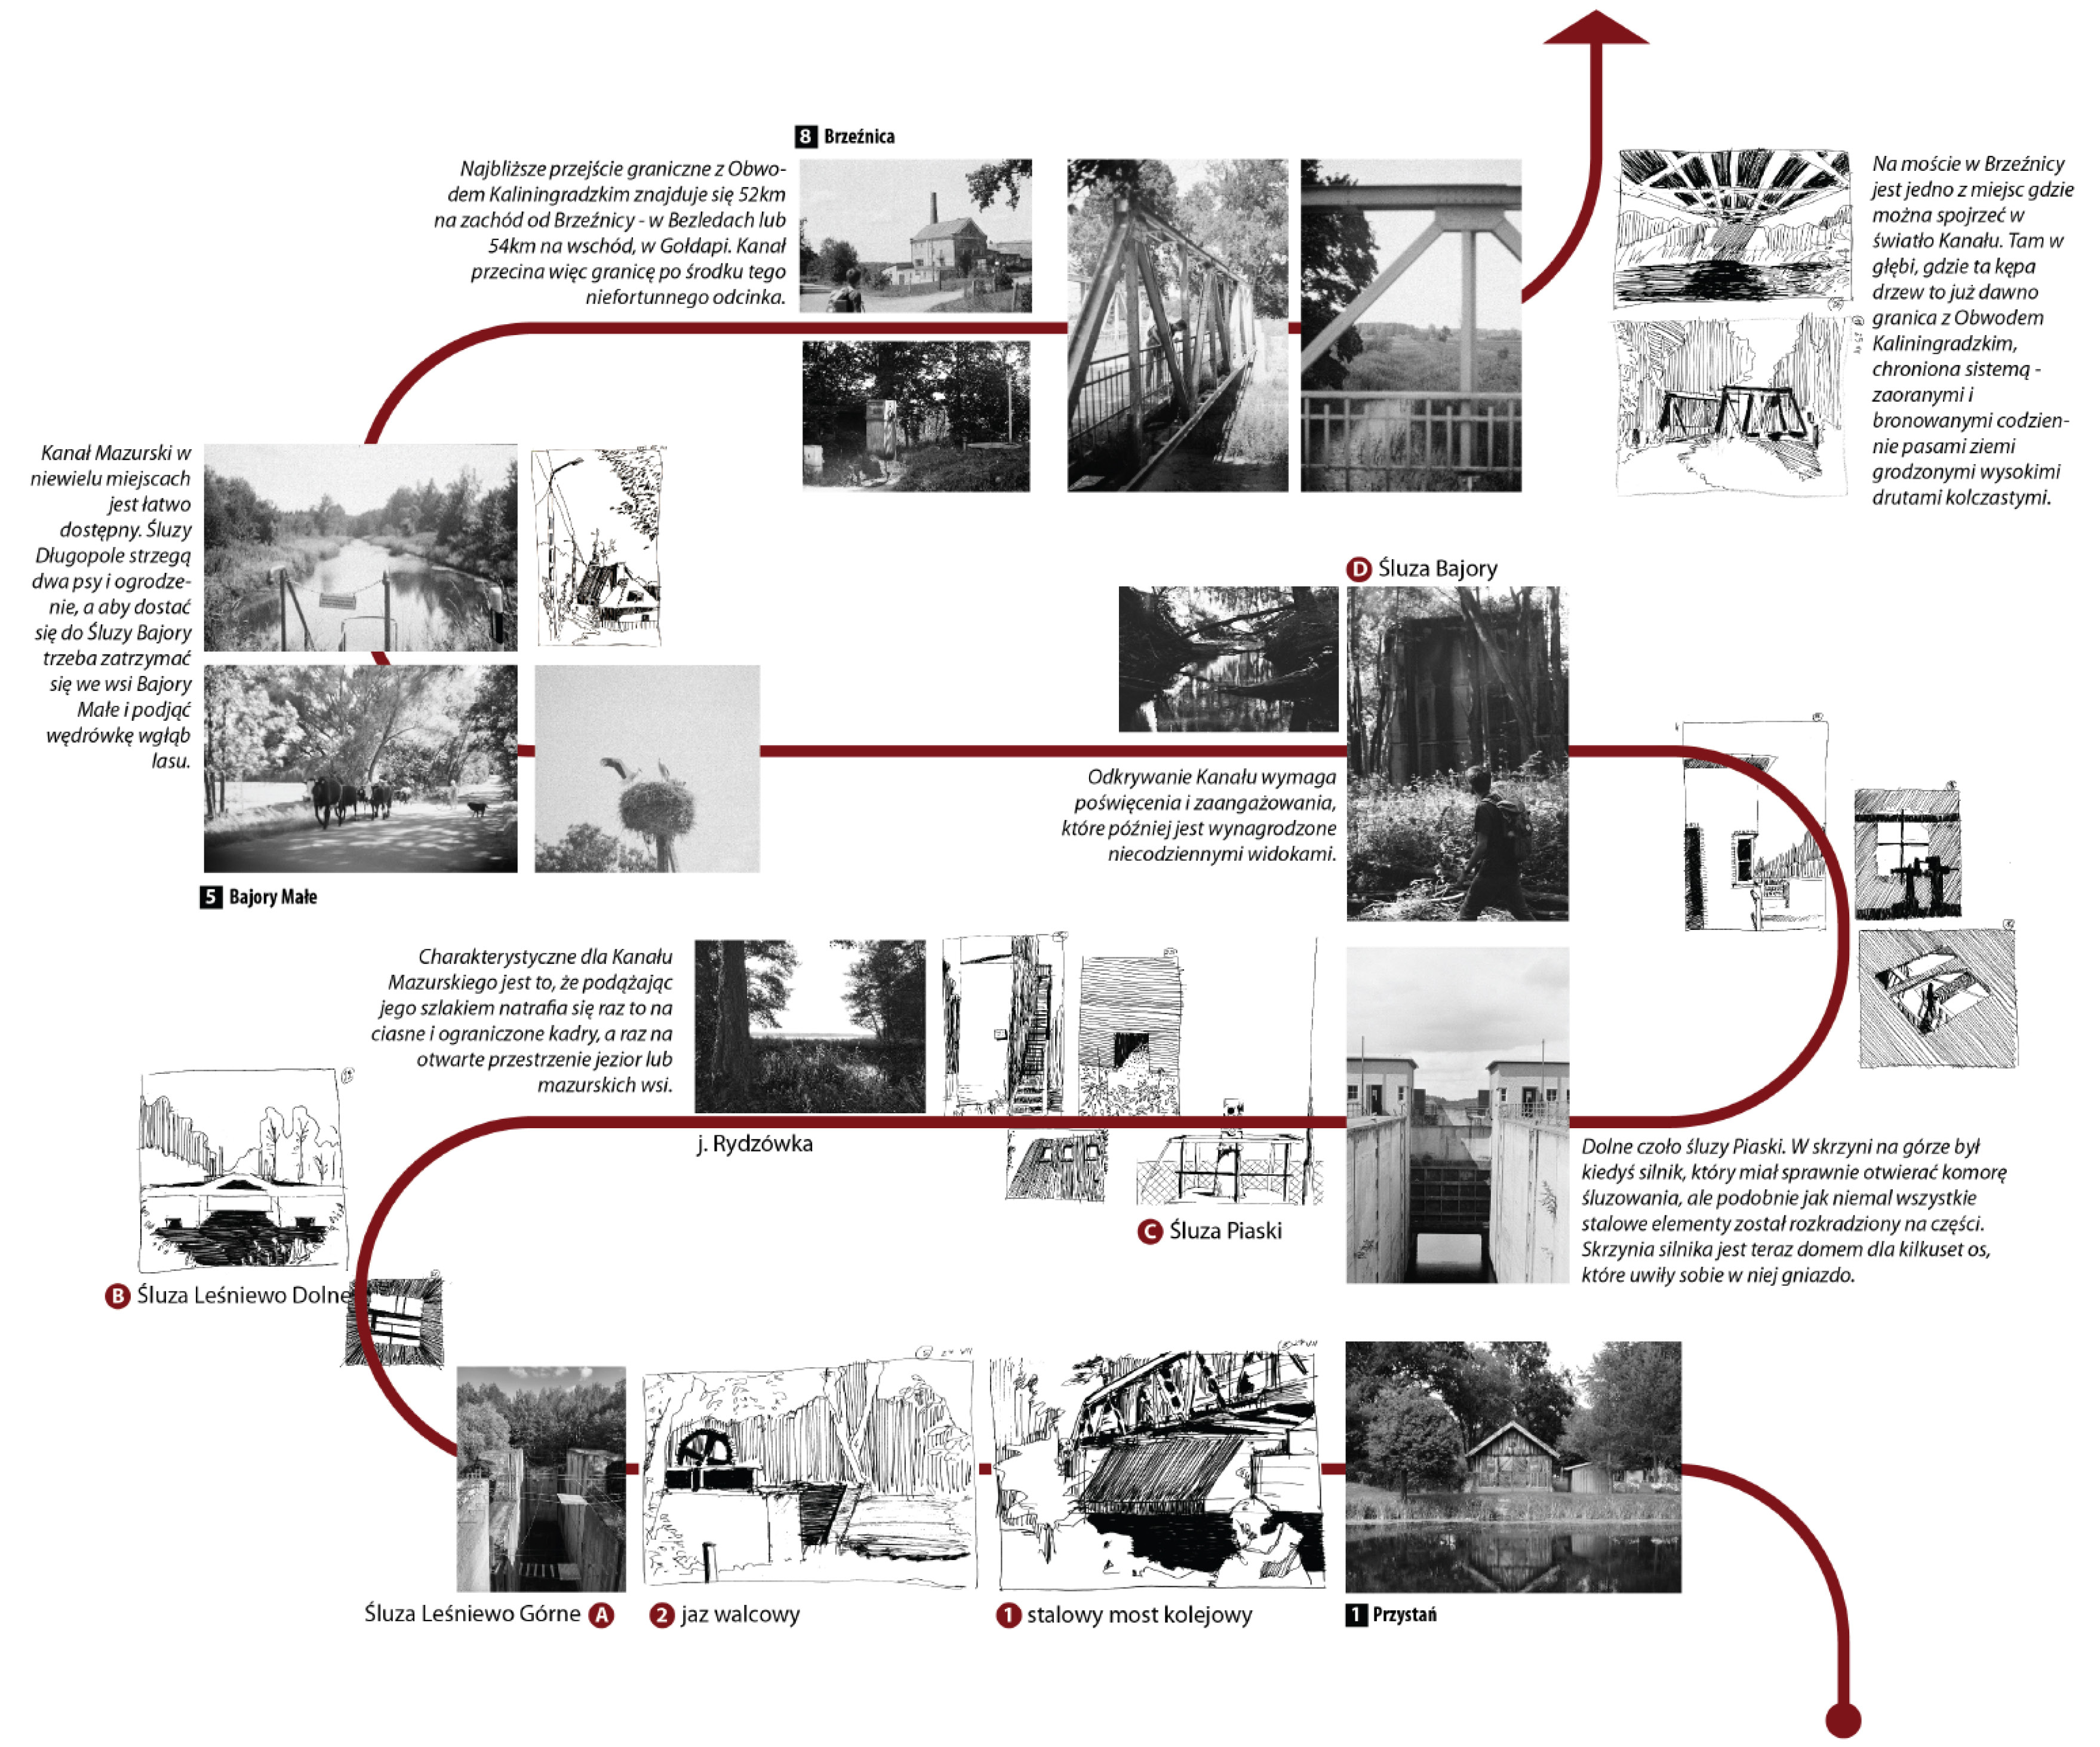 8 Brzeźnica
Najbliższe przejście graniczne z Obwo-
dem Kaliningradzkim znajduje się 52km
na zachód od Brzeźnicy - w Bezledach lub
54km na wschód, w Gołdapi. Kanał
przecina więc granicę po środku tego
niefortunnego odcinka.
Na moście w Brzeźnicy
jest jedno z miejsc gdzie
można spojrzeć w
światło Kanału. Tam w
głębi, gdzie ta kępa
drzew to już dawno
granica z Obwodem
Kaliningradzkim,
chroniona sistemą -
zaoranymi i
bronowanymi codzien-
nie pasami ziemi
grodzonymi wysokimi
drutami kolczastymi.
Kanał Mazurski w
niewielu miejscach
jest łatwo
dostępny. Śluzy
Długopole strzegą
dwa psy i ogrodze-
nie, a aby dostać
się do Śluzy Bajory
trzeba zatrzymać
się we wsi Bajory
Małe i podjąć
wędrówkę wgłąb
lasu.
5 Bajory Małe
D Śluza Bajory
Odkrywanie Kanału wymaga
poświęcenia i zaangażowania,
które później jest wynagrodzone
niecodziennymi widokami.
Charakterystyczne dla Kanału
Mazurskiego jest to, że podążając
jego szlakiem natrafia się raz to na
ciasne i ograniczone kadry, a raz na
otwarte przestrzenie jezior lub
mazurskich wsi.
j. Rydzówka
C Śluza Piaski
Dolne czoło śluzy Piaski. W skrzyni na górze był
kiedyś silnik, który miał sprawnie otwierać komorę
śluzowania, ale podobnie jak niemal wszystkie
stalowe elementy został rozkradziony na części.
Skrzynia silnika jest teraz domem dla kilkuset os,
które uwiły sobie w niej gniazdo.
B Śluza Leśniewo Dolne
Śluza Leśniewo Górne A
2 jaz walcowy
1 stalowy most kolejowy
1 Przystań